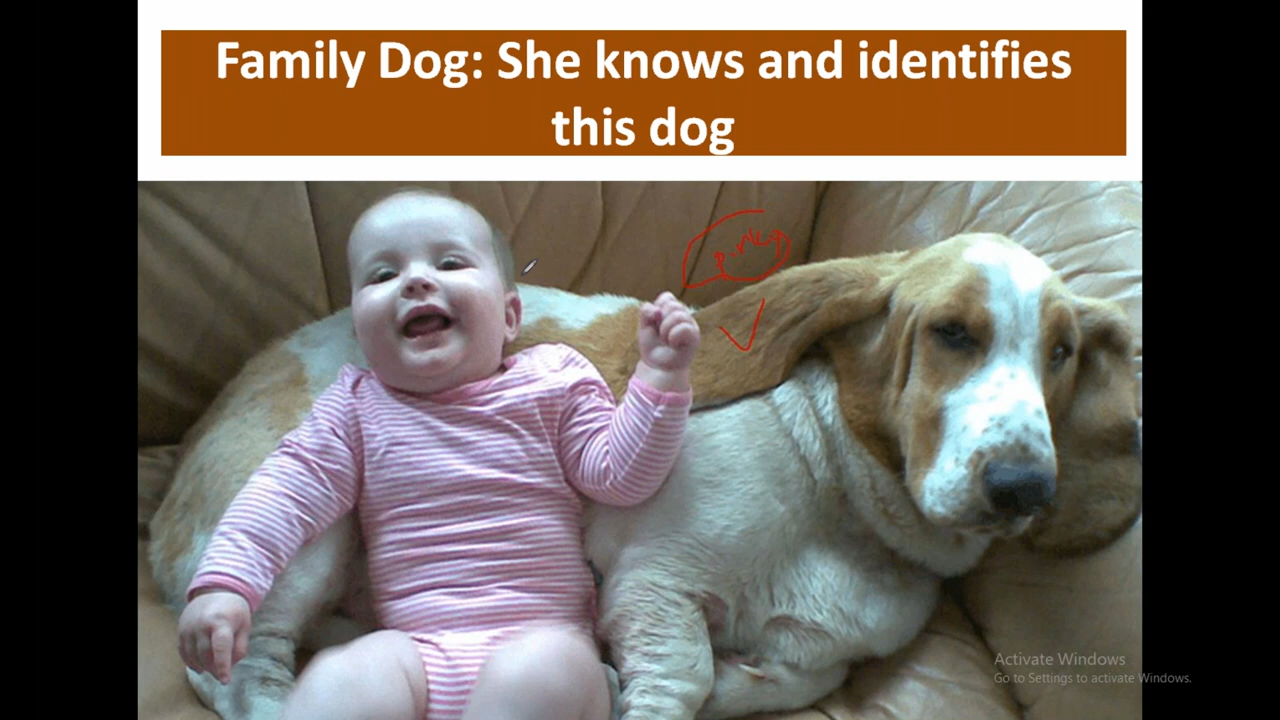 Family Dog: She knows and identifies
this dog
Activate Windows
Go to Settings to activate Windows.